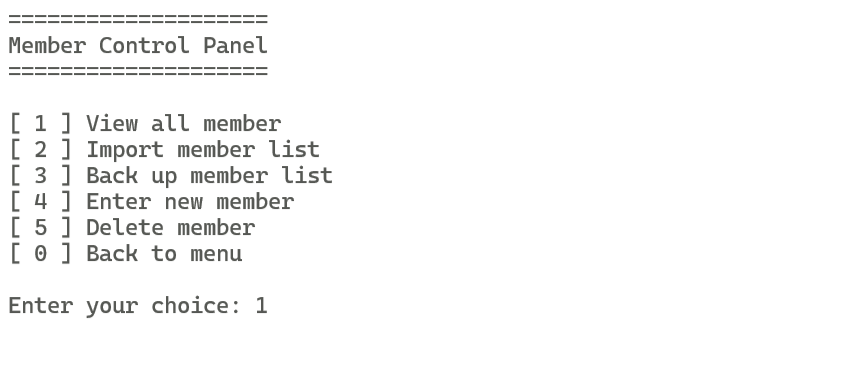 ====================
Member Control Panel
====================
[ 1 ] View all member
[ 2 ] Import member list
[ 3 ] Back up member list
[ 4 ] Enter new member
[ 5 ] Delete member
[ 0 ] Back to menu
Enter your choice: 1